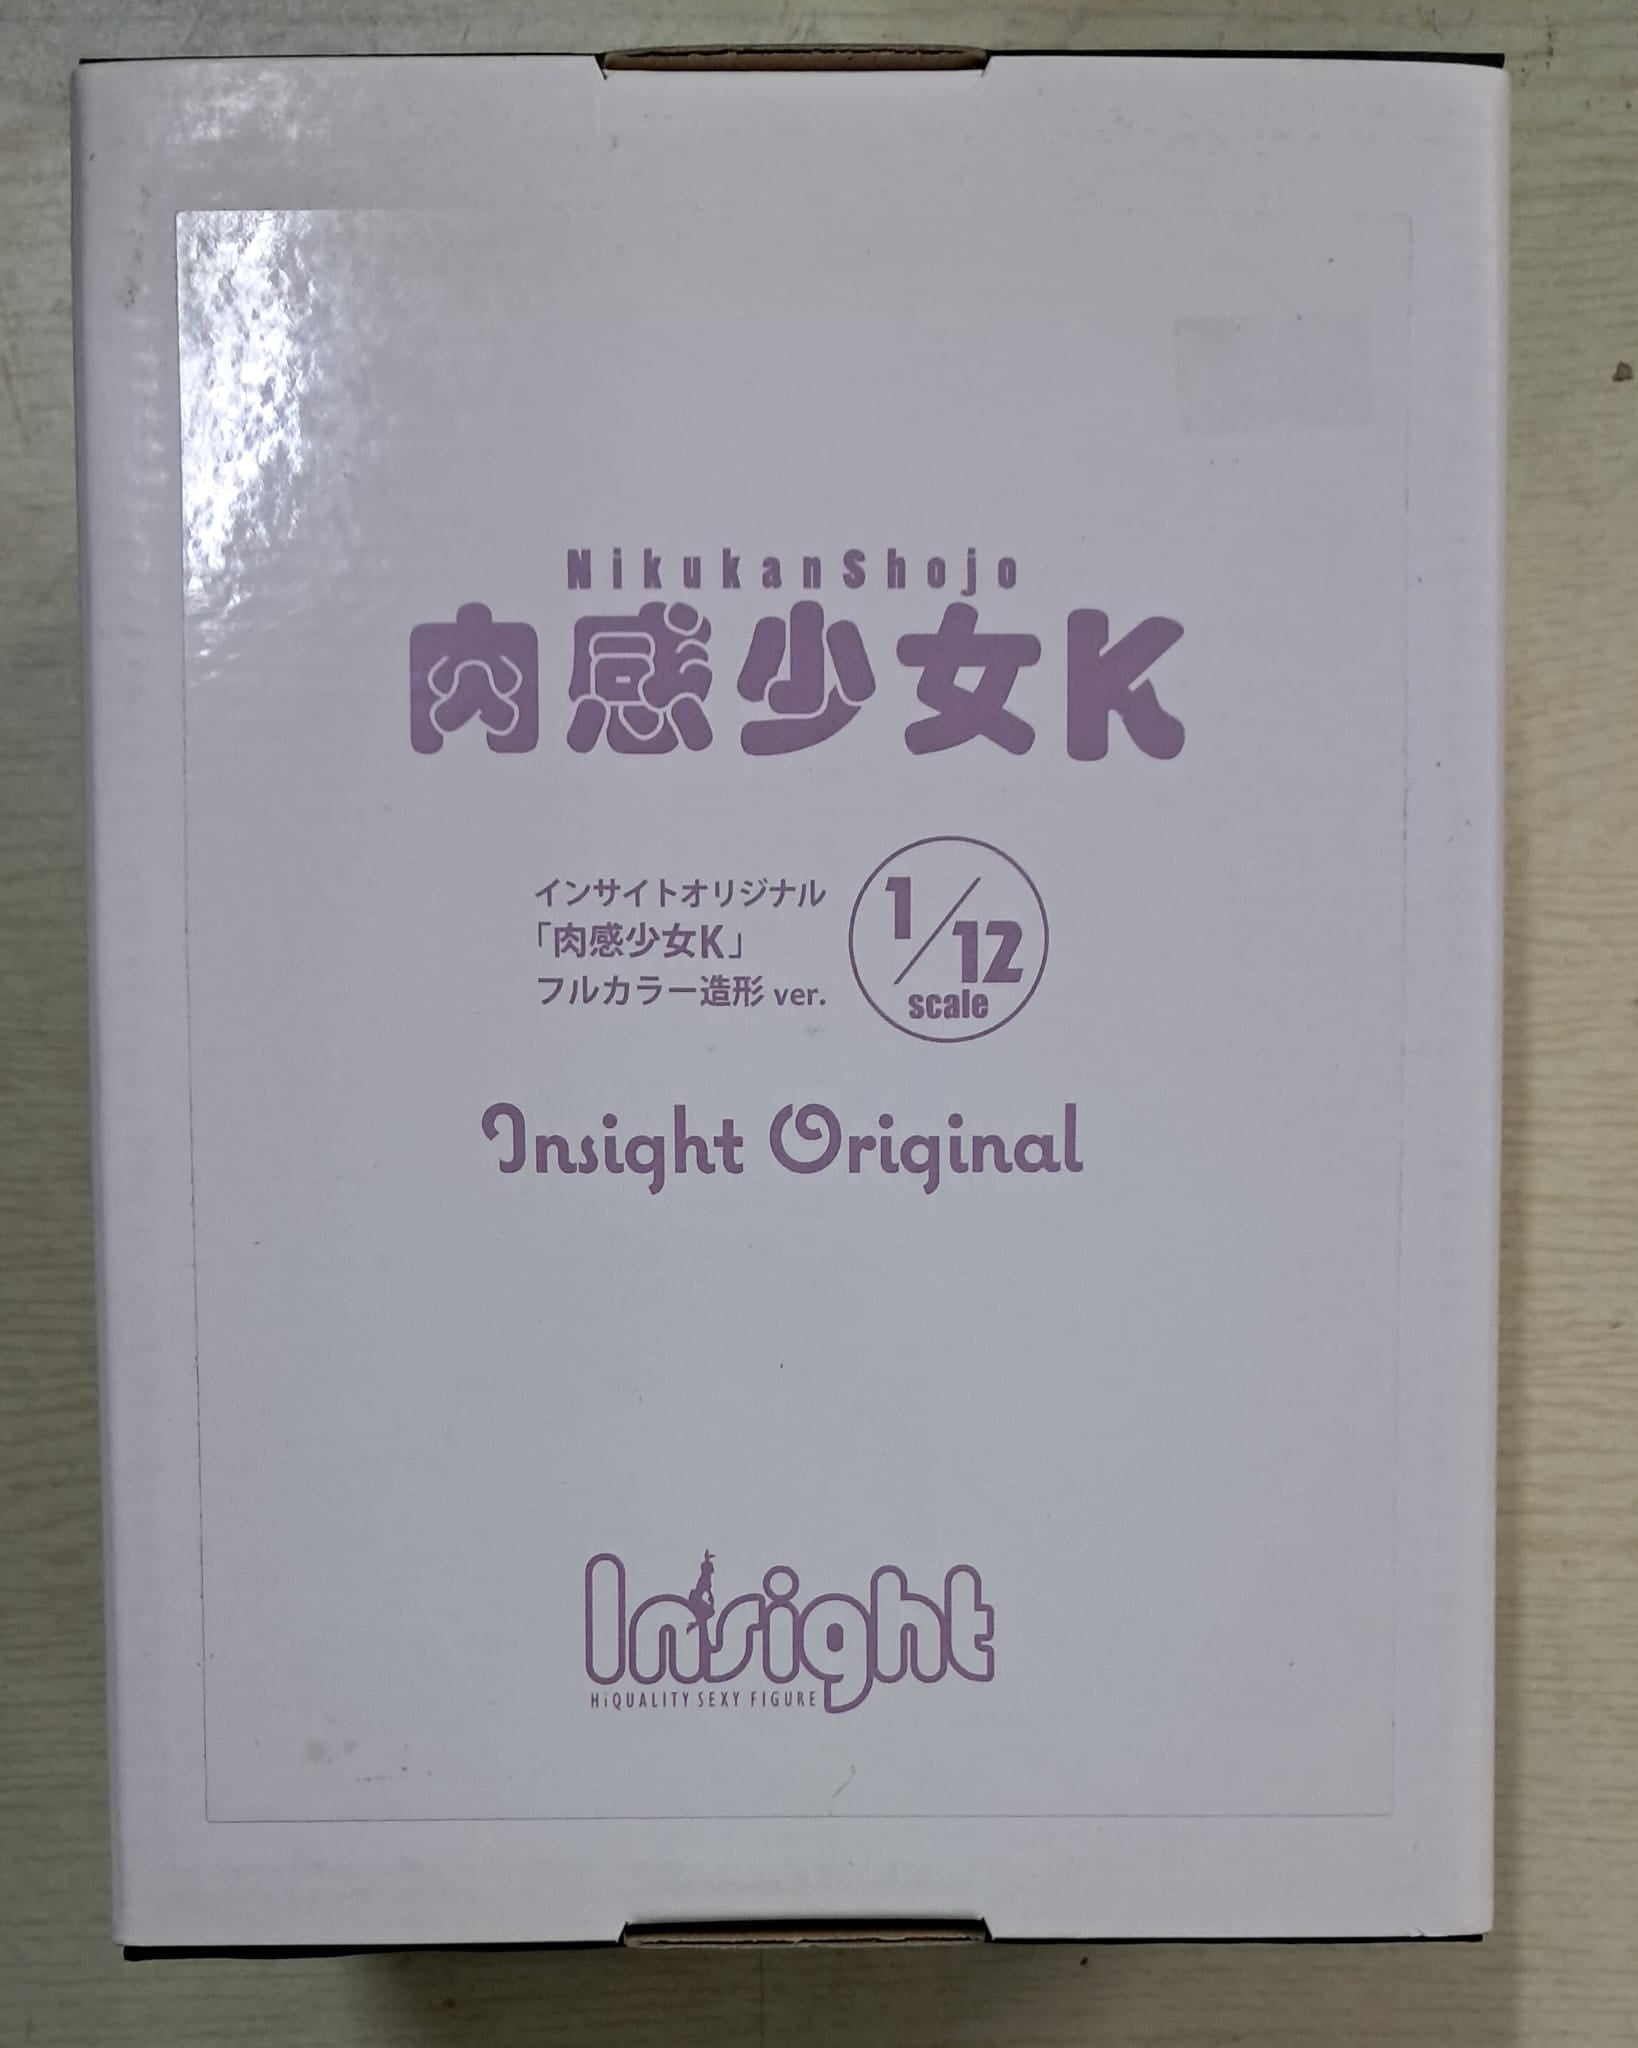 NikukanShojo
肉感少女K
インサイトオリジナル
「肉感少女K」
フルカラー造形 ver.
1/12
scale
Insight Original
Insight
HiQUALITY SEXY FIGURE